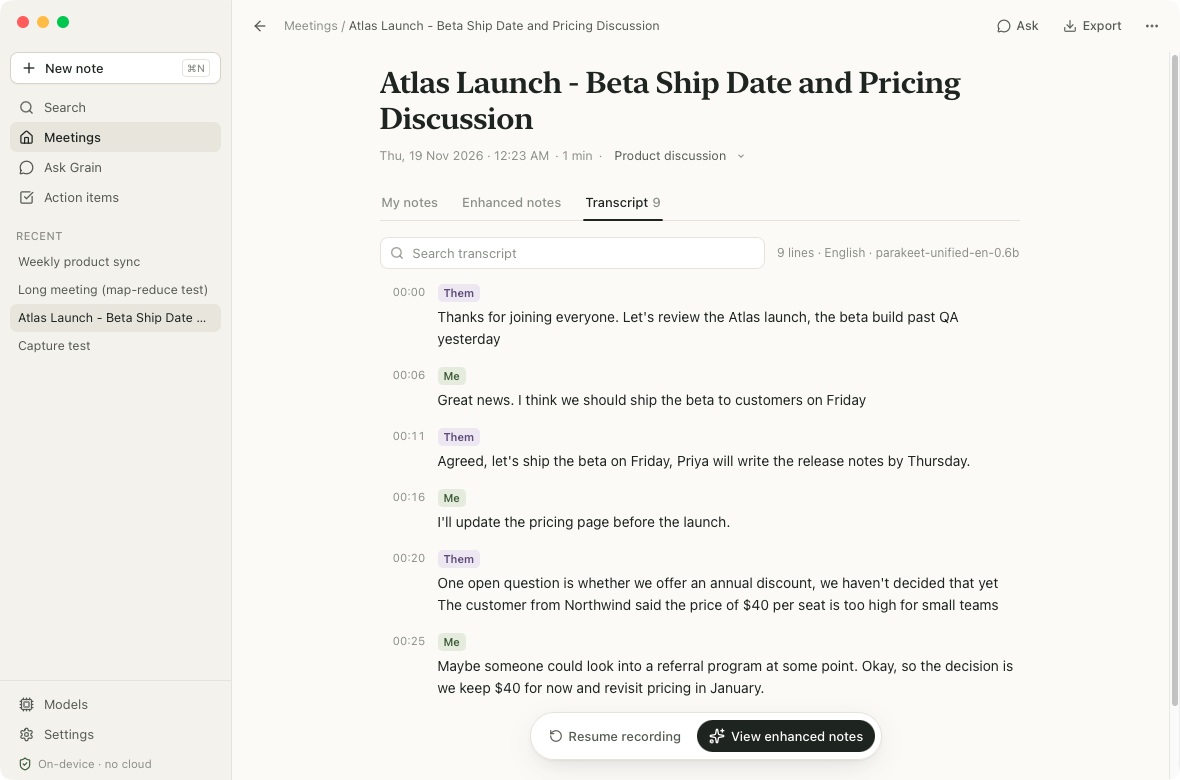 New note
⌘N
Search
Meetings
Ask Grain
Action items
RECENT
Weekly product sync
Long meeting (map-reduce test)
Atlas Launch - Beta Ship Date ...
Capture test
Models
Settings
On-device · no cloud
Meetings / Atlas Launch - Beta Ship Date and Pricing Discussion
Ask
Export
Atlas Launch - Beta Ship Date and Pricing
Discussion
Thu, 19 Nov 2026 · 12:23 AM · 1 min · Product discussion
My notes
Enhanced notes
Transcript 9
Search transcript
9 lines · English · parakeet-unified-en-0.6b
00:00 Them
Thanks for joining everyone. Let's review the Atlas launch, the beta build past QA
yesterday
00:06 Me
Great news. I think we should ship the beta to customers on Friday
00:11 Them
Agreed, let's ship the beta on Friday, Priya will write the release notes by Thursday.
00:16 Me
I'll update the pricing page before the launch.
00:20 Them
One open question is whether we offer an annual discount, we haven't decided that yet
The customer from Northwind said the price of $40 per seat is too high for small teams
00:25 Me
Maybe someone could look into a referral program at some point. Okay, so the decision is
we keep $40 for now and revisit pricing in January.
Resume recording
View enhanced notes